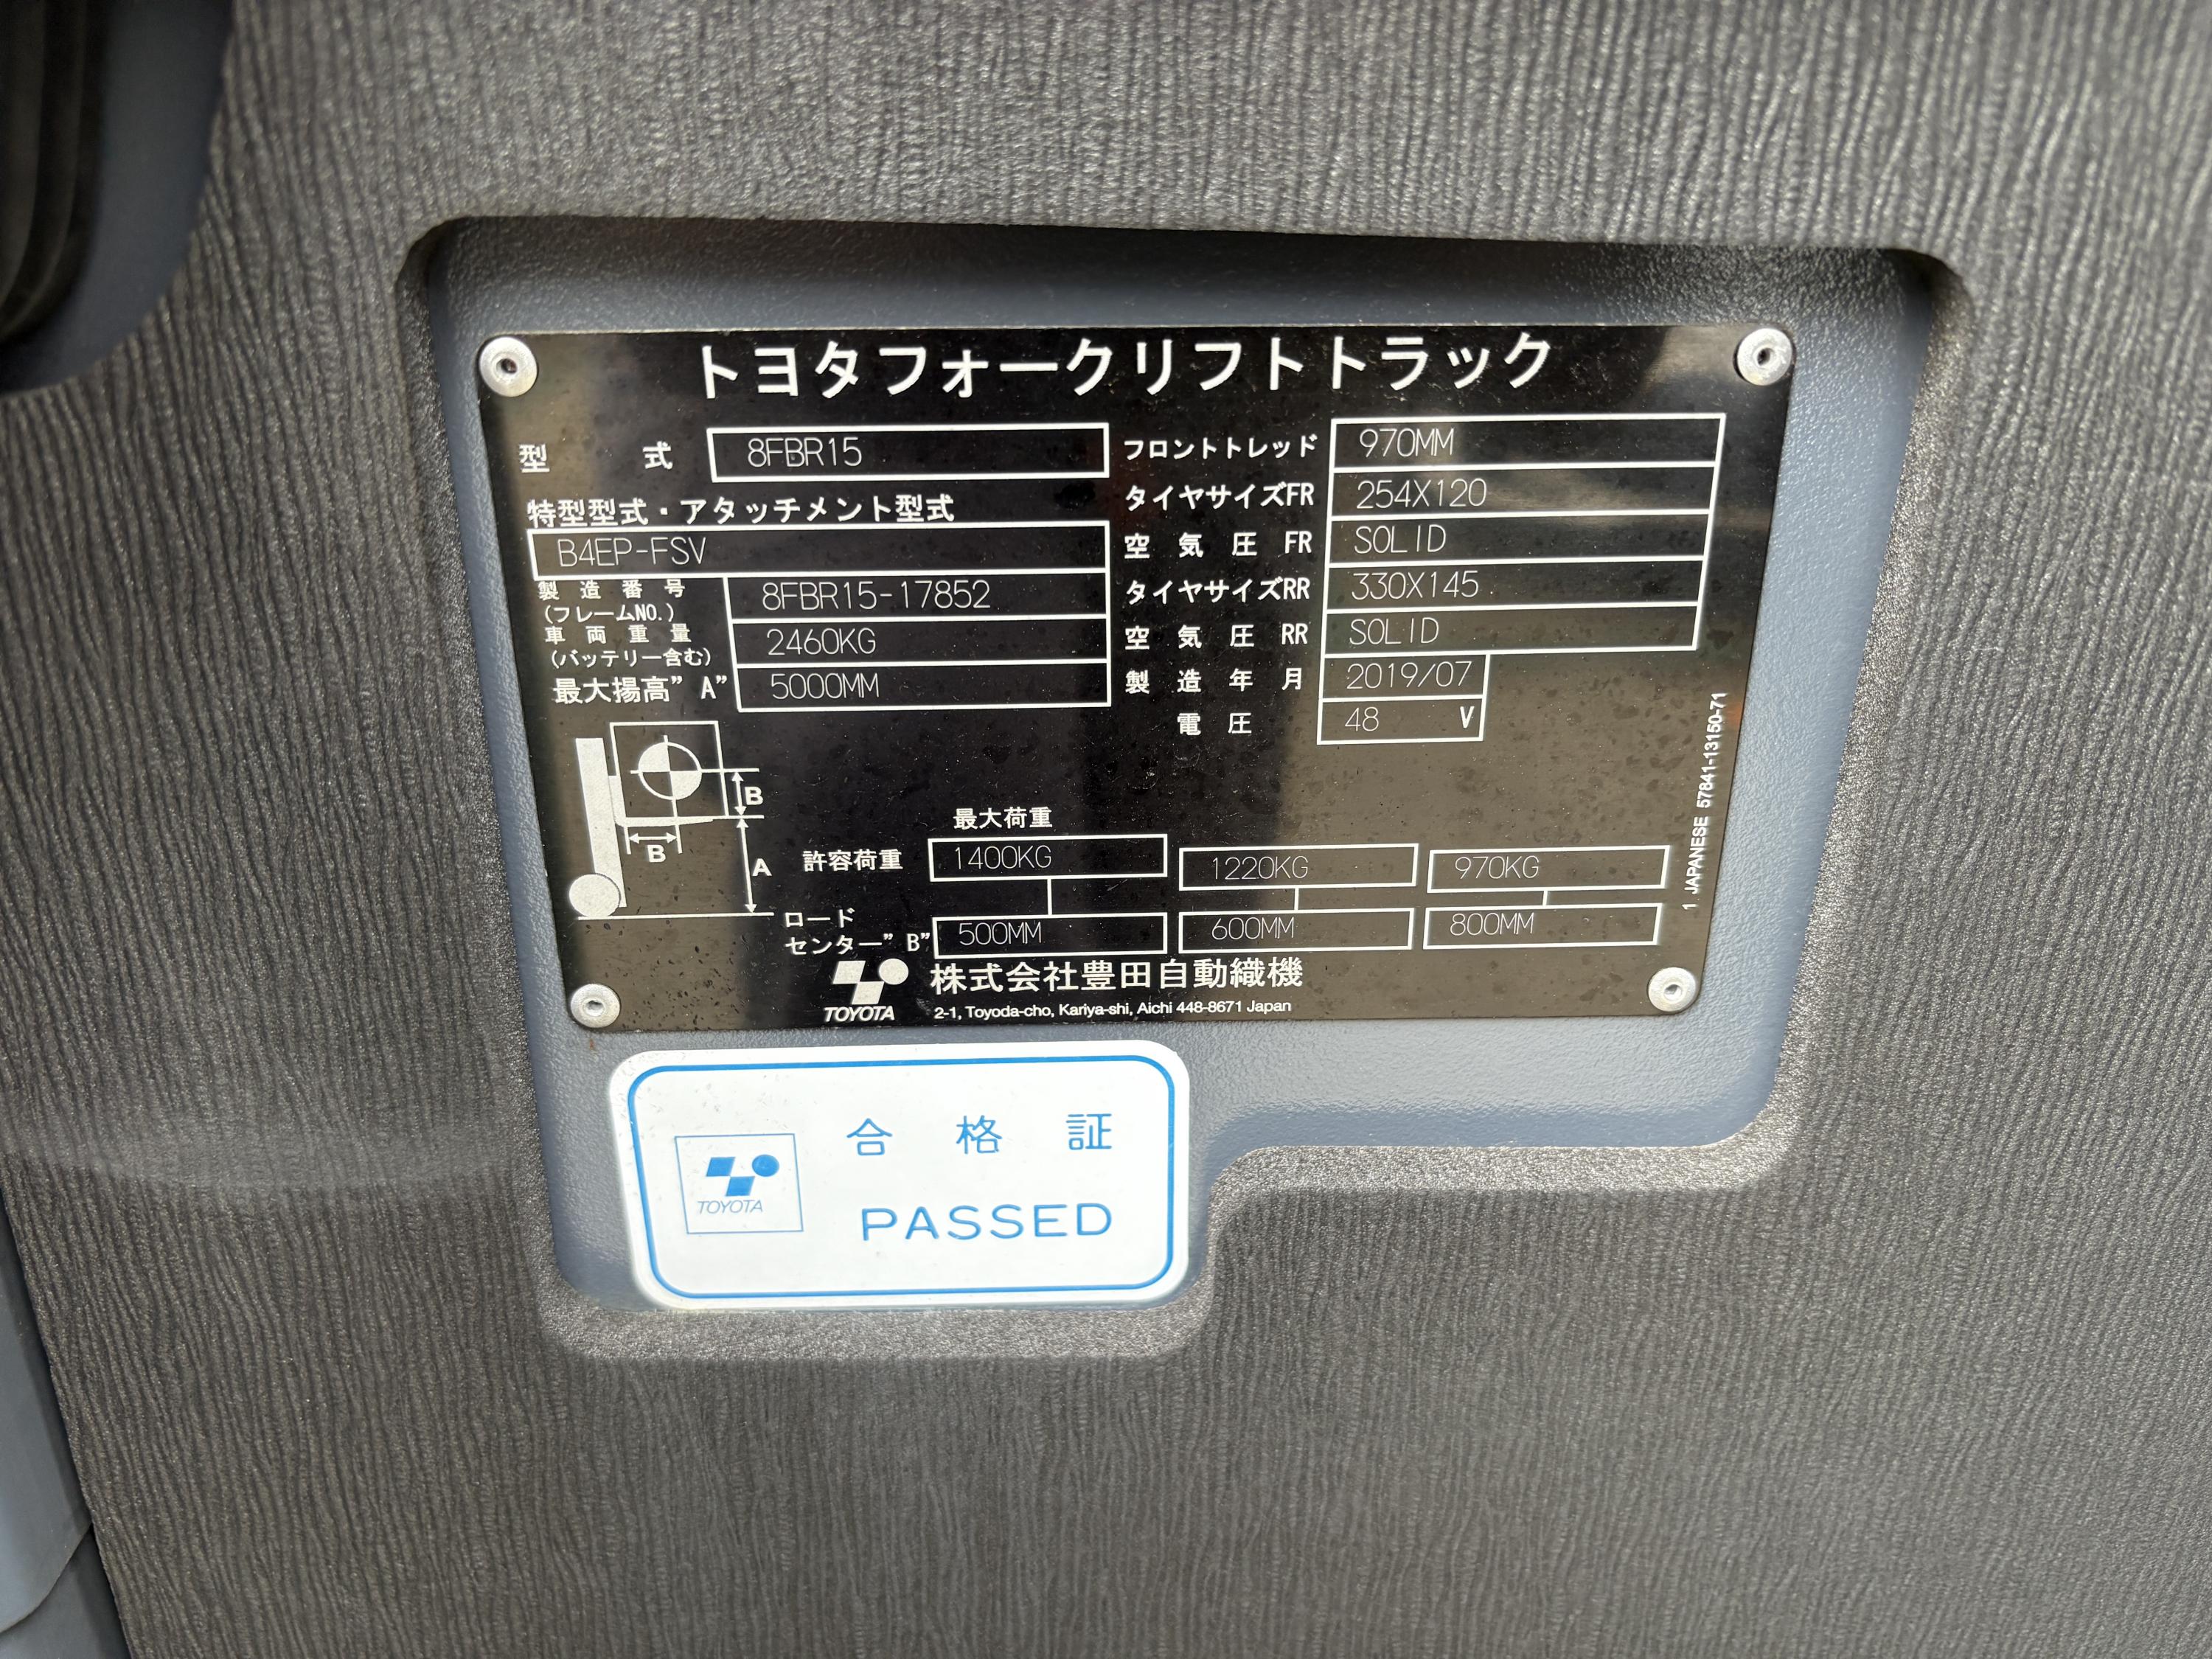 トヨタフォークリフトトラック
型 式 8FBR15
特型型式・アタッチメント型式
B4EP-FSV
製造番号 8FBR15-17852
(フレームNO.)
車両重量 2460KG
(バッテリー含む)
最大揚高"A" 5000MM
フロントトレッド 970MM
タイヤサイズFR 254X120
空気圧 FR SOLID
タイヤサイズRR 330X145
空気圧 RR SOLID
製造年月 2019/07
電圧 48 V
B
B
A
最大荷重
許容荷重 1400KG 1220KG 970KG
ロード
センター"B" 500MM 600MM 800MM
TOYOTA 株式会社豊田自動織機
2-1, Toyoda-cho, Kariya-shi, Aichi 448-8671 Japan
1. JAPANESE 57841-13150-71
合格証
TOYOTA
PASSED